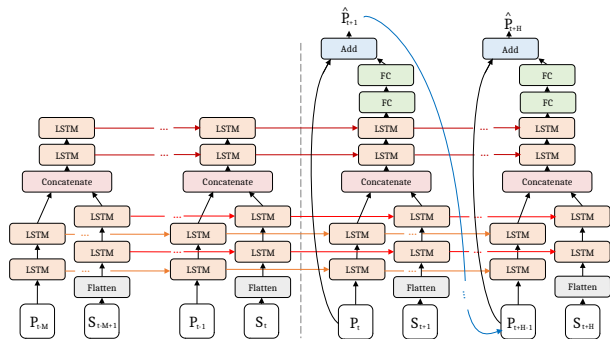 P̂t+1 P̂t+H
Add Add
FC FC
FC FC
LSTM ... LSTM LSTM ... LSTM
LSTM ... LSTM LSTM ... LSTM
Concatenate Concatenate Concatenate Concatenate
LSTM ... LSTM LSTM ... LSTM
LSTM ... LSTM LSTM ... LSTM
LSTM ... LSTM LSTM ... LSTM
LSTM ... LSTM LSTM ... LSTM
Flatten Flatten Flatten Flatten
...
Pt-M St-M+1 Pt-1 St Pt St+1 Pt+H-1 St+H